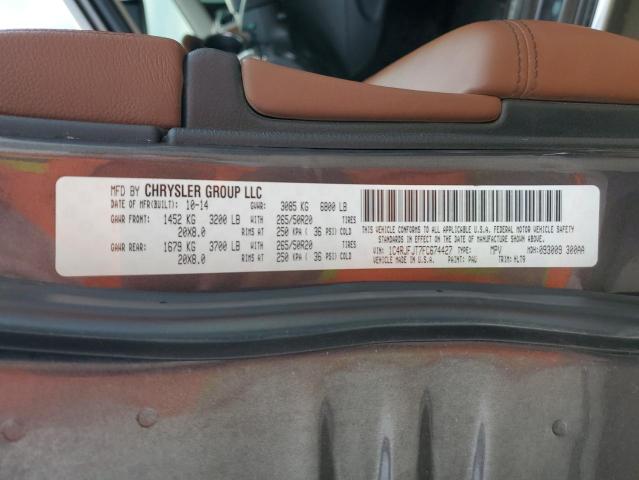 MFD BY CHRYSLER GROUP LLC
DATE OF MFR(BUILT): 10-14 GVWR: 3085 KG 6800 LB
GAWR FRONT: 1452 KG 3200 LB WITH 265/50R20 TIRES
20X8.0 RIMS AT 250 KPA ( 36 PSI) COLD
GAWR REAR: 1679 KG 3700 LB WITH 265/50R20 TIRES
20X8.0 RIMS AT 250 KPA ( 36 PSI) COLD
THIS VEHICLE CONFORMS TO ALL APPLICABLE U.S.A. FEDERAL MOTOR VEHICLE SAFETY
STANDARDS IN EFFECT ON THE DATE OF MANUFACTURE SHOWN ABOVE.
VIN: 1C4RJFJT7FC674427 TYPE: MPV MDH:093009 300AA
VEHICLE MADE IN U.S.A. PAINT: PAU TRIM: HLT9